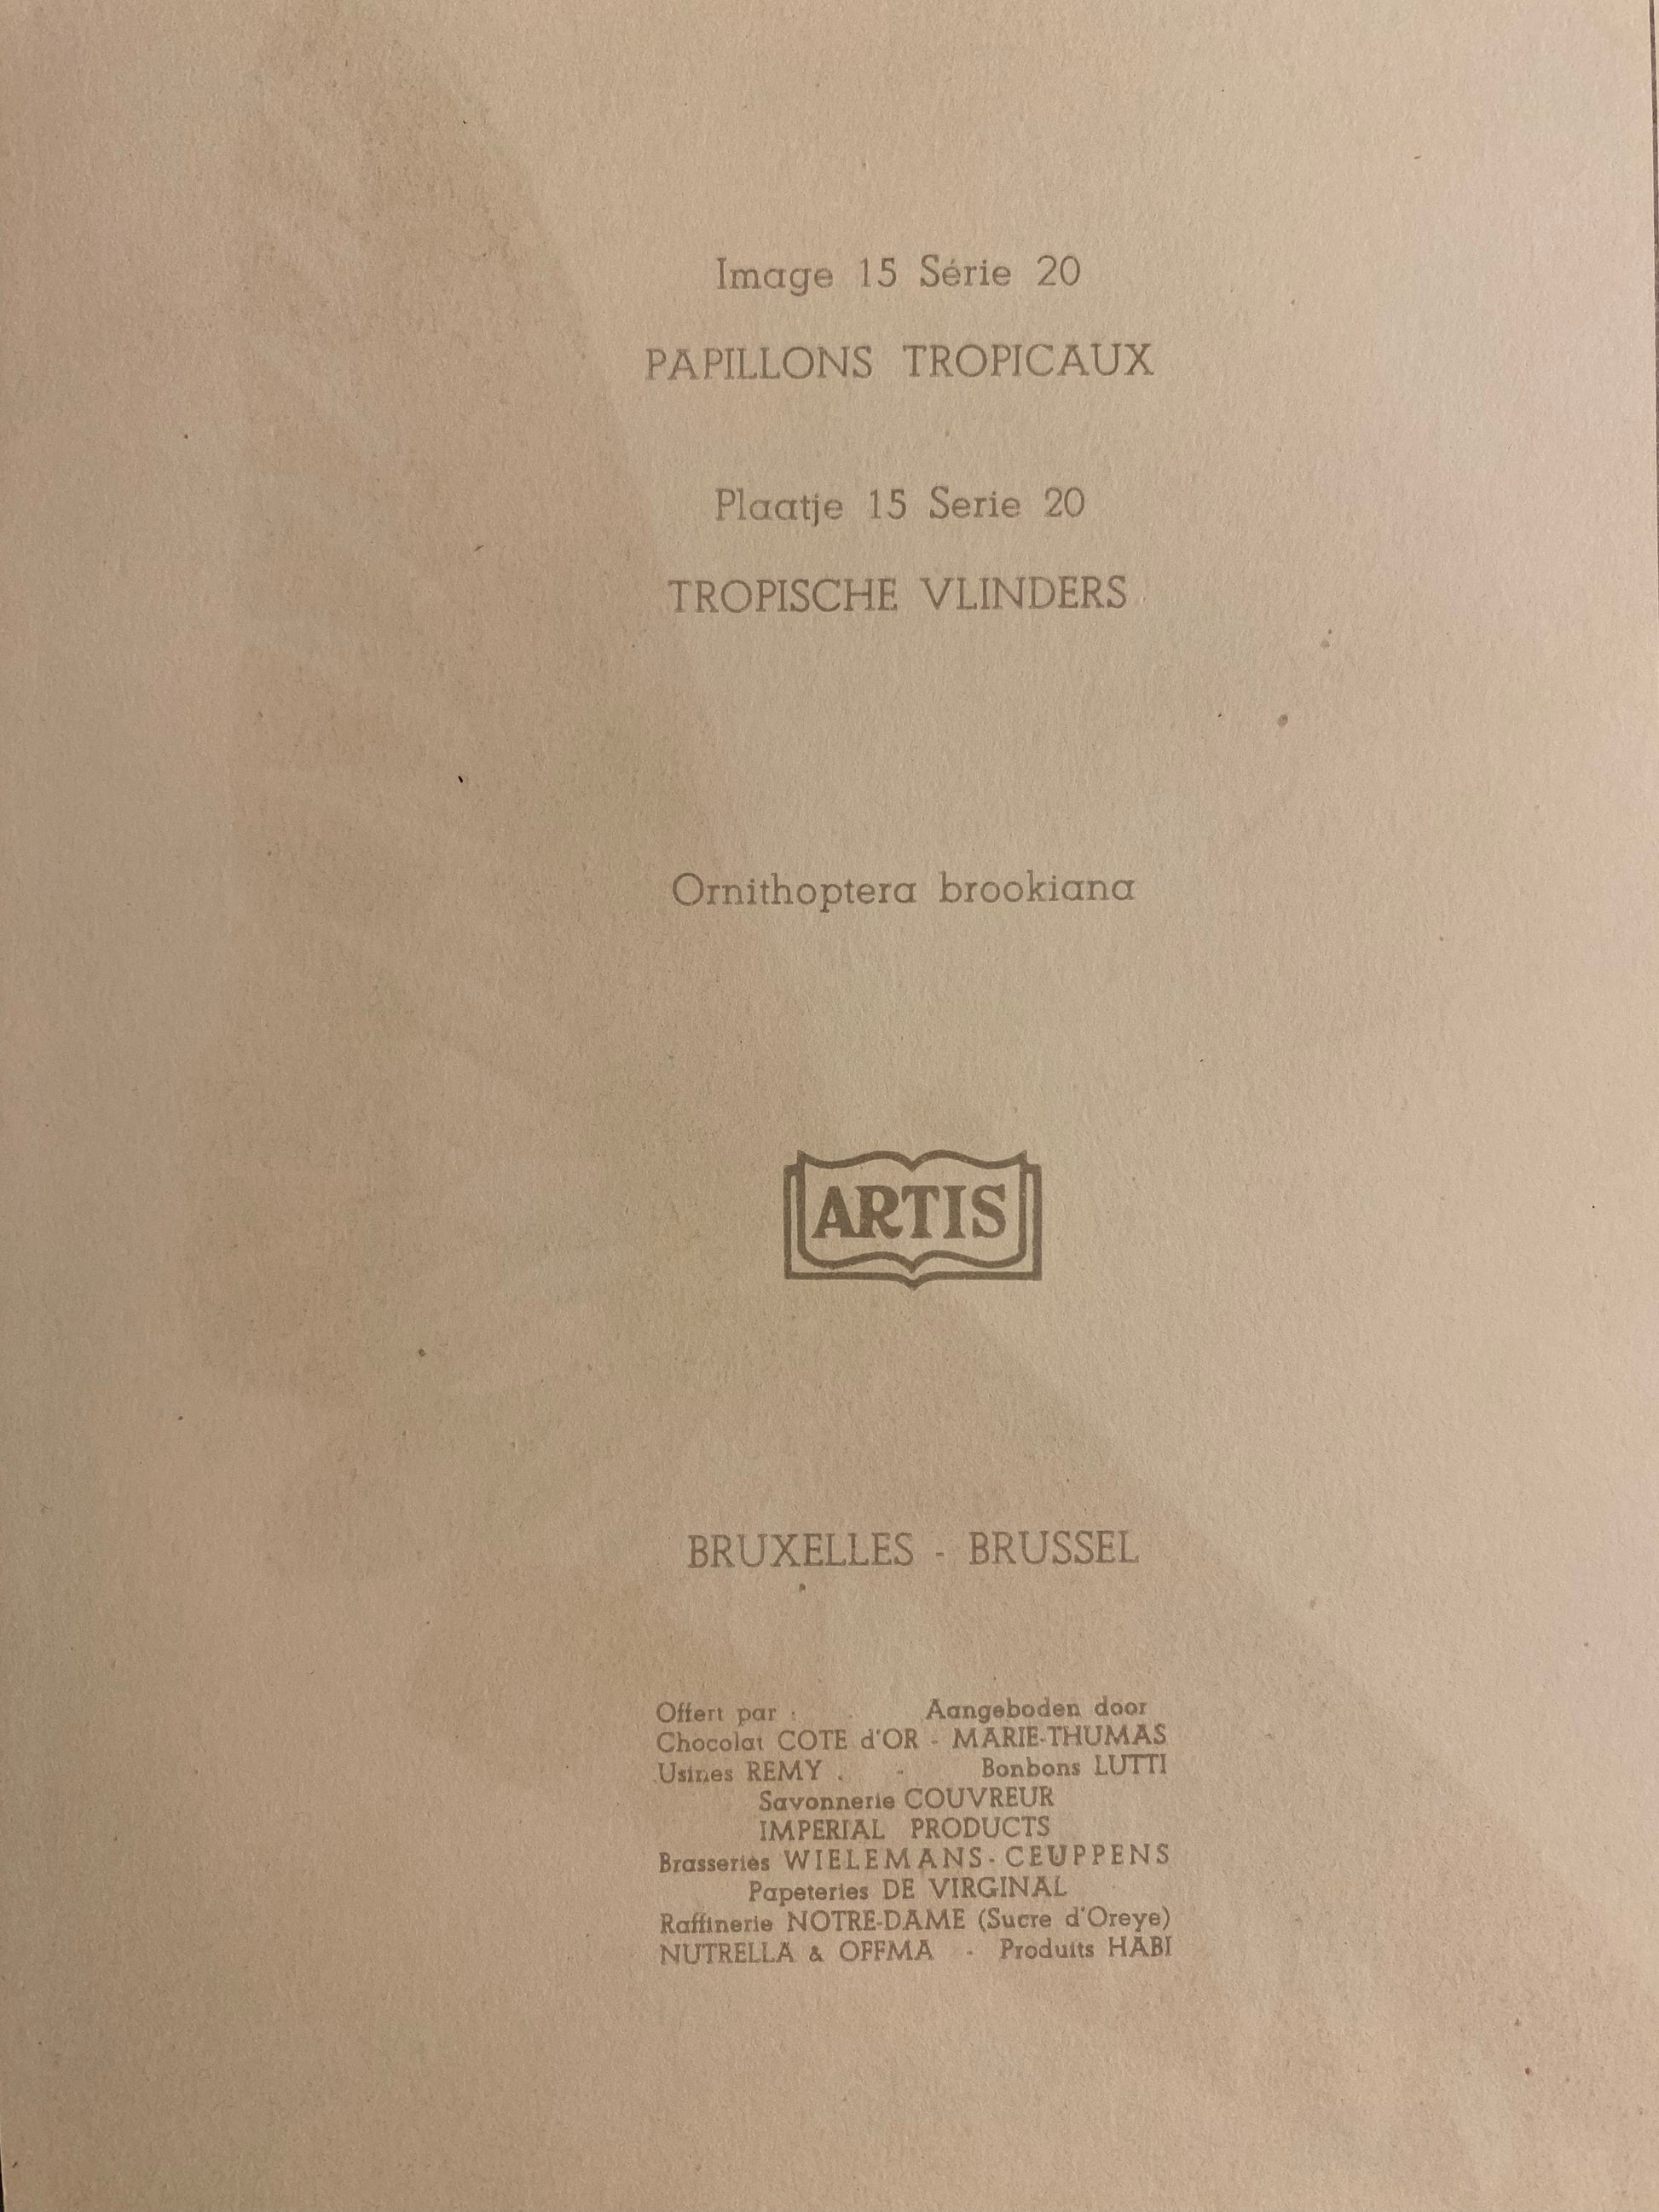 Image 15 Série 20
PAPILLONS TROPICAUX
Plaatje 15 Serie 20
TROPISCHE VLINDERS
Ornithoptera brookiana
ARTIS
BRUXELLES - BRUSSEL
Offert par : Aangeboden door
Chocolat COTE d'OR - MARIE-THUMAS
Usines REMY . - Bonbons LUTTI
Savonnerie COUVREUR
IMPERIAL PRODUCTS
Brasseries WIELEMANS-CEUPPENS
Papeteries DE VIRGINAL
Raffinerie NOTRE-DAME (Sucre d'Oreye)
NUTRELLA & OFFMA - Produits HABI